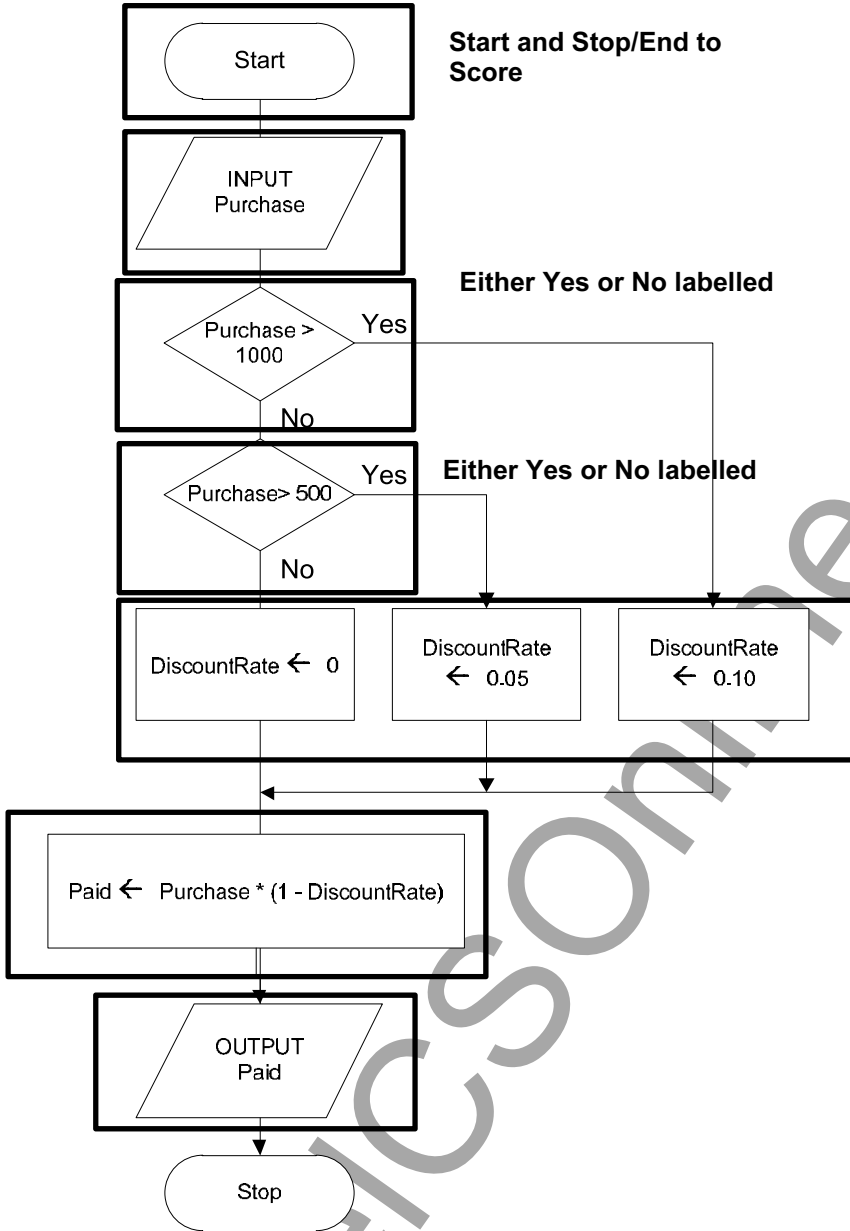 Start
Start and Stop/End to
Score
INPUT
Purchase
Either Yes or No labelled
Purchase >
1000
Yes
No
Purchase> 500
Yes
Either Yes or No labelled
No
DiscountRate ← 0
DiscountRate
← 0.05
DiscountRate
← 0.10
Paid ← Purchase * (1 - DiscountRate)
OUTPUT
Paid
Stop